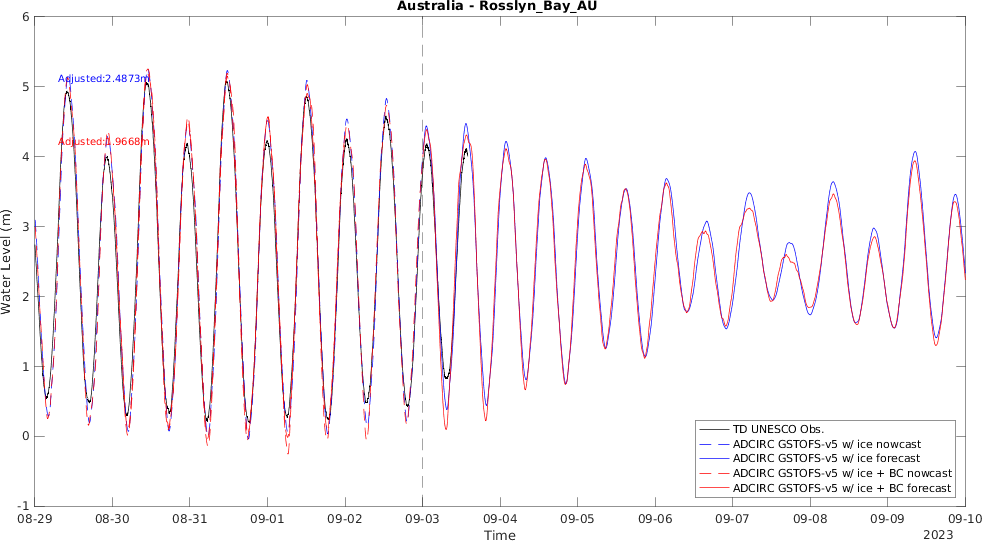 Australia - Rosslyn_Bay_AU
6
5
4
3
2
1
0
-1
Water Level (m)
Adjusted:2.4873m
Adjusted:1.9668m
TD UNESCO Obs.
ADCIRC GSTOFS-v5 w/ ice nowcast
ADCIRC GSTOFS-v5 w/ ice forecast
ADCIRC GSTOFS-v5 w/ ice + BC nowcast
ADCIRC GSTOFS-v5 w/ ice + BC forecast
08-29 08-30 08-31 09-01 09-02 09-03 09-04 09-05 09-06 09-07 09-08 09-09 09-10
Time
2023